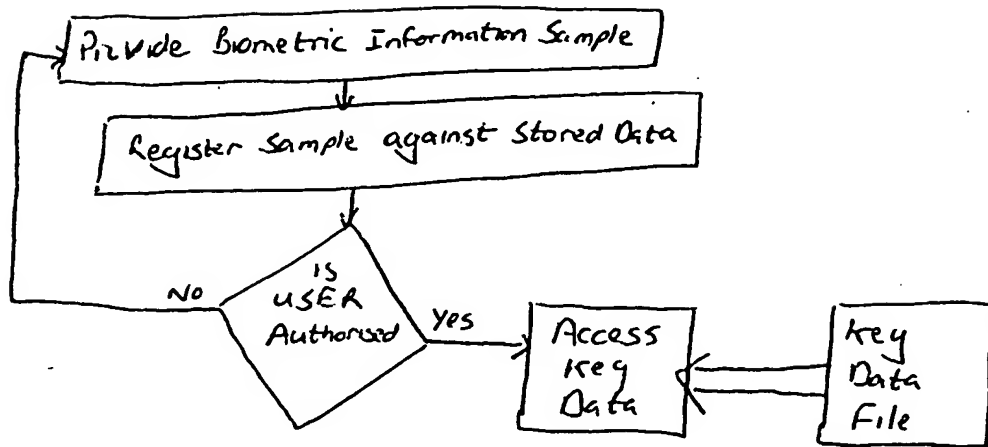 Provide Biometric Information Sample
Register Sample against Stored Data
is
USER
Authorised
No
Yes
Access
Key
Data
Key
Data
File